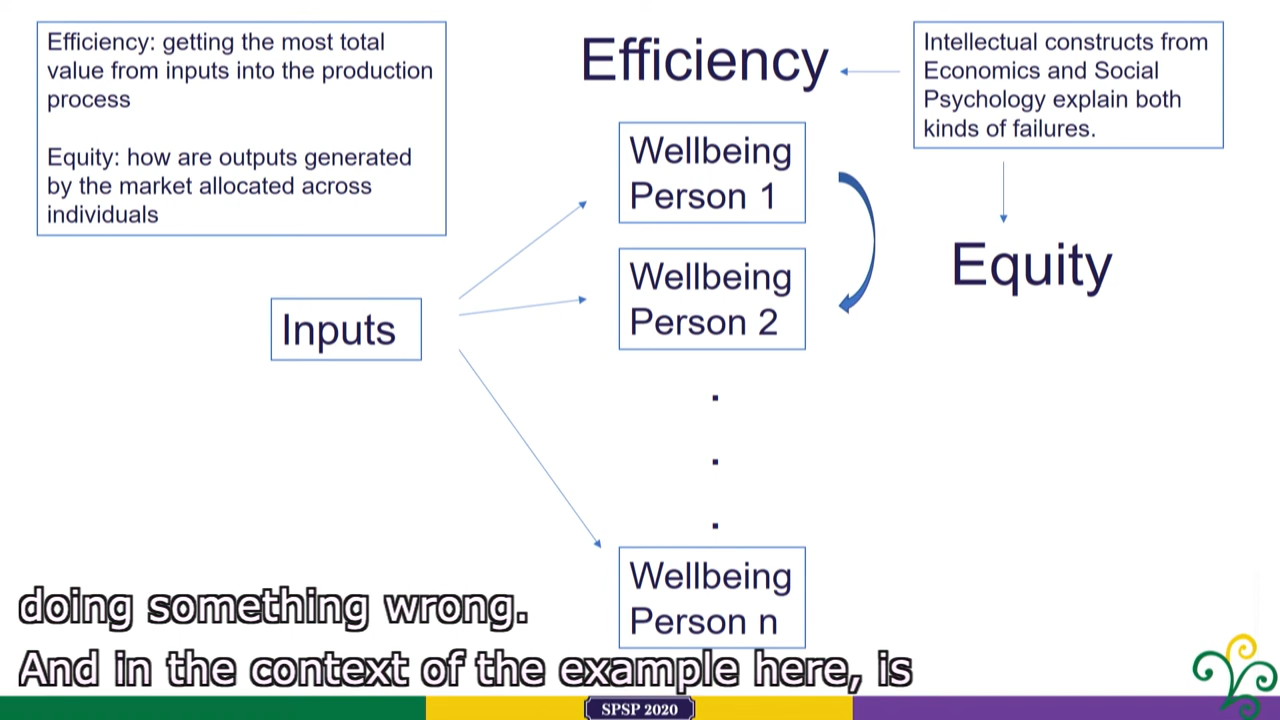 Efficiency: getting the most total
value from inputs into the production
process
Equity: how are outputs generated
by the market allocated across
individuals
Efficiency
Intellectual constructs from
Economics and Social
Psychology explain both
kinds of failures.
Wellbeing
Person 1
Wellbeing
Person 2
Equity
Inputs
.
.
.
Wellbeing
Person n
doing something wrong.
And in the context of the example here, is
SPSP 2020